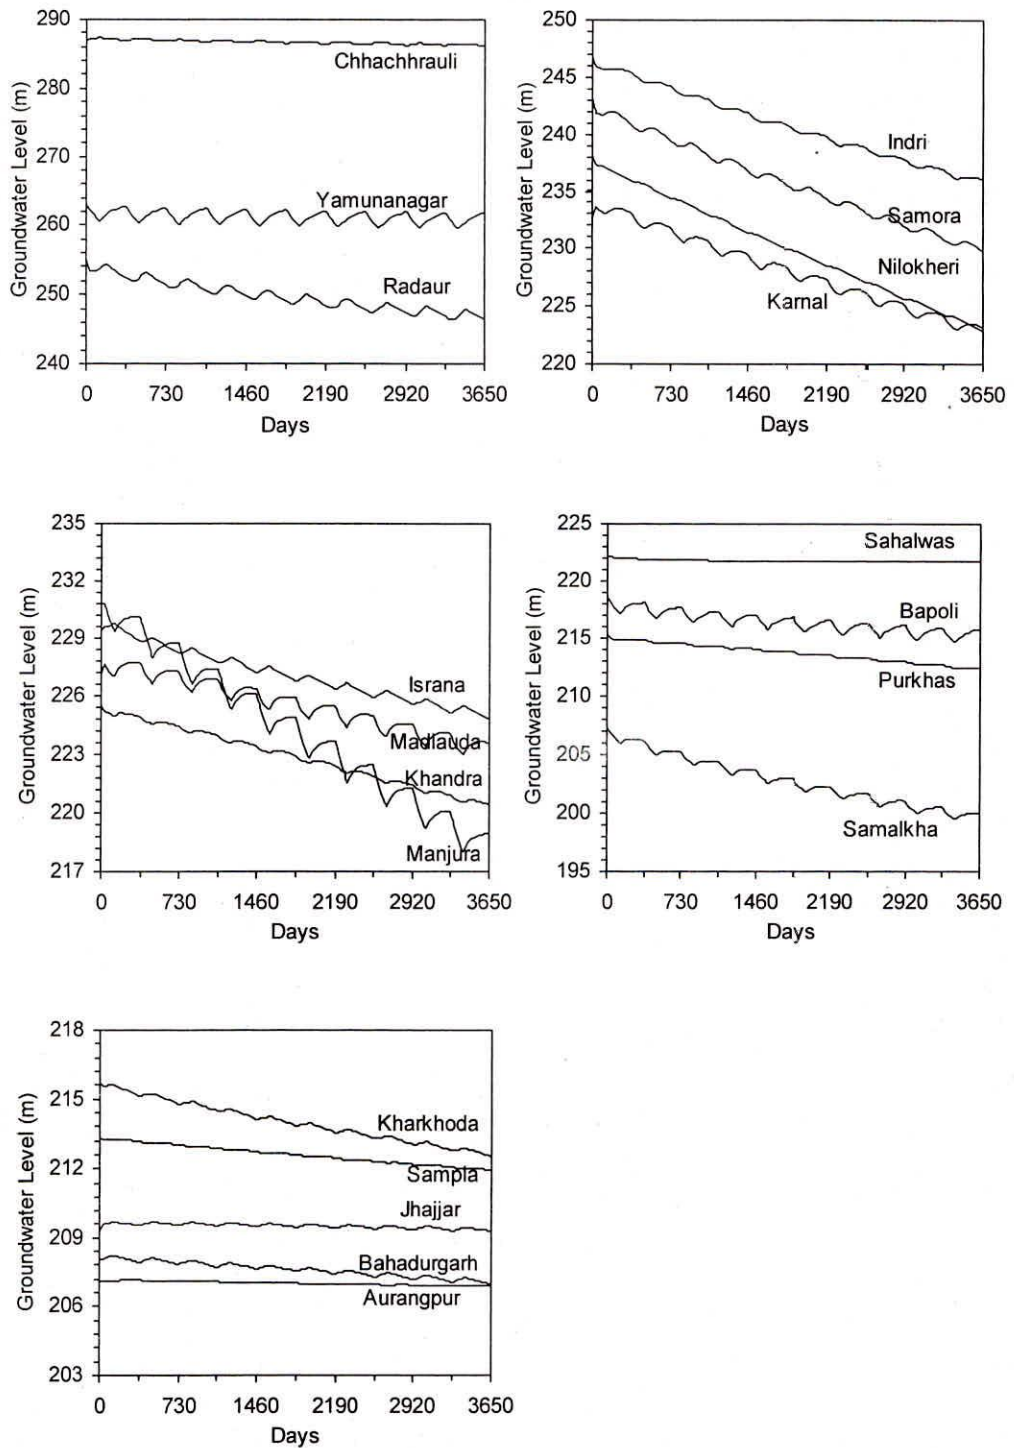 290
280
270
260
250
240
Groundwater Level (m)
Chhachhrauli
Yamunanagar
Radaur
0 730 1460 2190 2920 3650
Days
250
245
240
235
230
225
220
Groundwater Level (m)
Indri
Samora
Nilokheri
Karnal
0 730 1460 2190 2920 3650
Days
235
232
229
226
223
220
217
Groundwater Level (m)
Israna
Madlauda
Khandra
Manjura
0 730 1460 2190 2920 3650
Days
225
220
215
210
205
200
195
Groundwater Level (m)
Sahalwas
Bapoli
Purkhas
Samalkha
0 730 1460 2190 2920 3650
Days
218
215
212
209
206
203
Groundwater Level (m)
Kharkhoda
Sampla
Jhajjar
Bahadurgarh
Aurangpur
0 730 1460 2190 2920 3650
Days